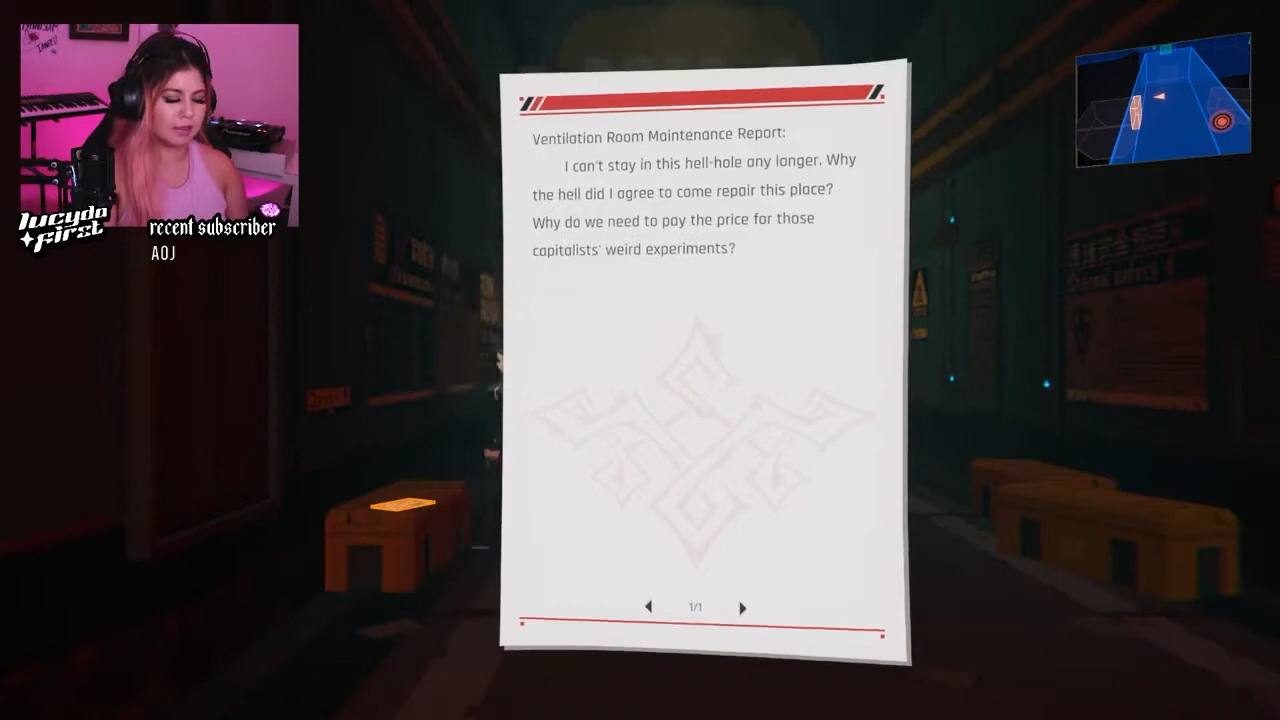 lucyda
first
recent subscriber
AOJ
Ventilation Room Maintenance Report:
I can't stay in this hell-hole any longer. Why
the hell did I agree to come repair this place?
Why do we need to pay the price for those
capitalists' weird experiments?
1/1